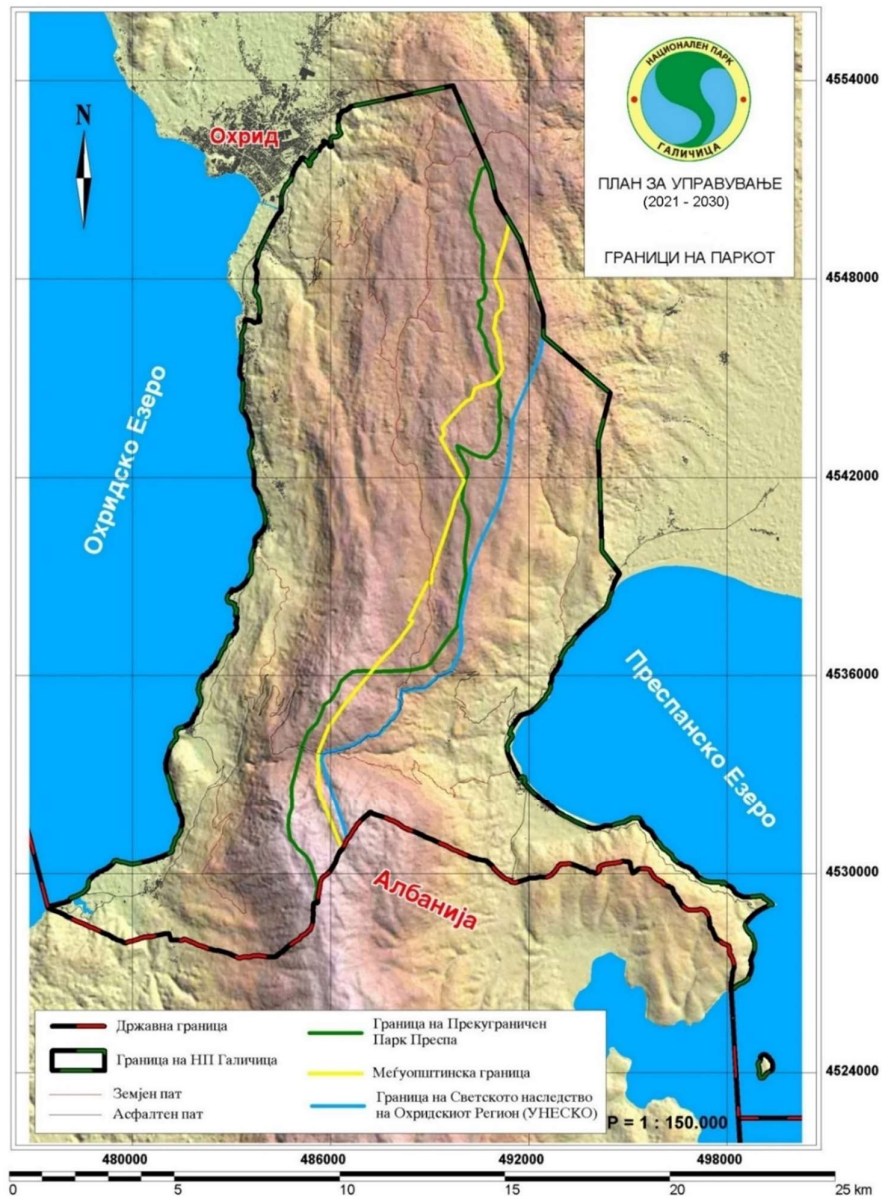 НАЦИОНАЛЕН ПАРК
ГАЛИЧИЦА
ПЛАН ЗА УПРАВУВАЊЕ
(2021 - 2030)
ГРАНИЦИ НА ПАРКОТ
N
Охрид
Охридско Езеро
Преспанско Езеро
Албанија
4554000
4548000
4542000
4536000
4530000
4524000
Државна граница
Граница на НП Галичица
Земјен пат
Асфалтен пат
Граница на Прекуграничен
Парк Преспа
Меѓуопштинска граница
Граница на Светското наследство
на Охридскиот Регион (УНЕСКО)
Р = 1 : 150.000
480000 486000 492000 498000
0 5 10 15 20 25 km